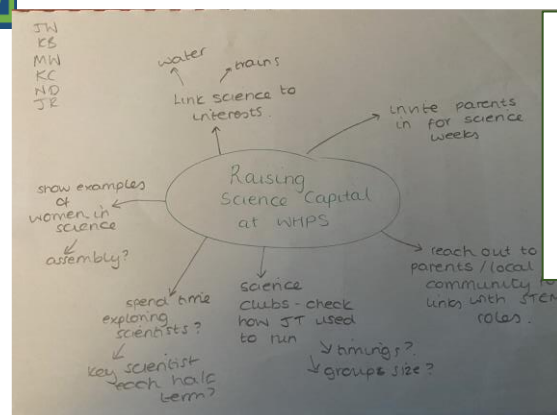 JW
KB
MW
KC
NO
JR
water
trains
Link science to
interests.
invite parents
in for science
weeks
Raising
Science Capital
at WHPS
show examples
of
women in
science
assembly?
reach out to
parents/local
community to
links with STEM
roles.
spend time
exploring
scientists?
key scientist
each half
term?
science
clubs - check
how JT used
to run
timings?
groups size?